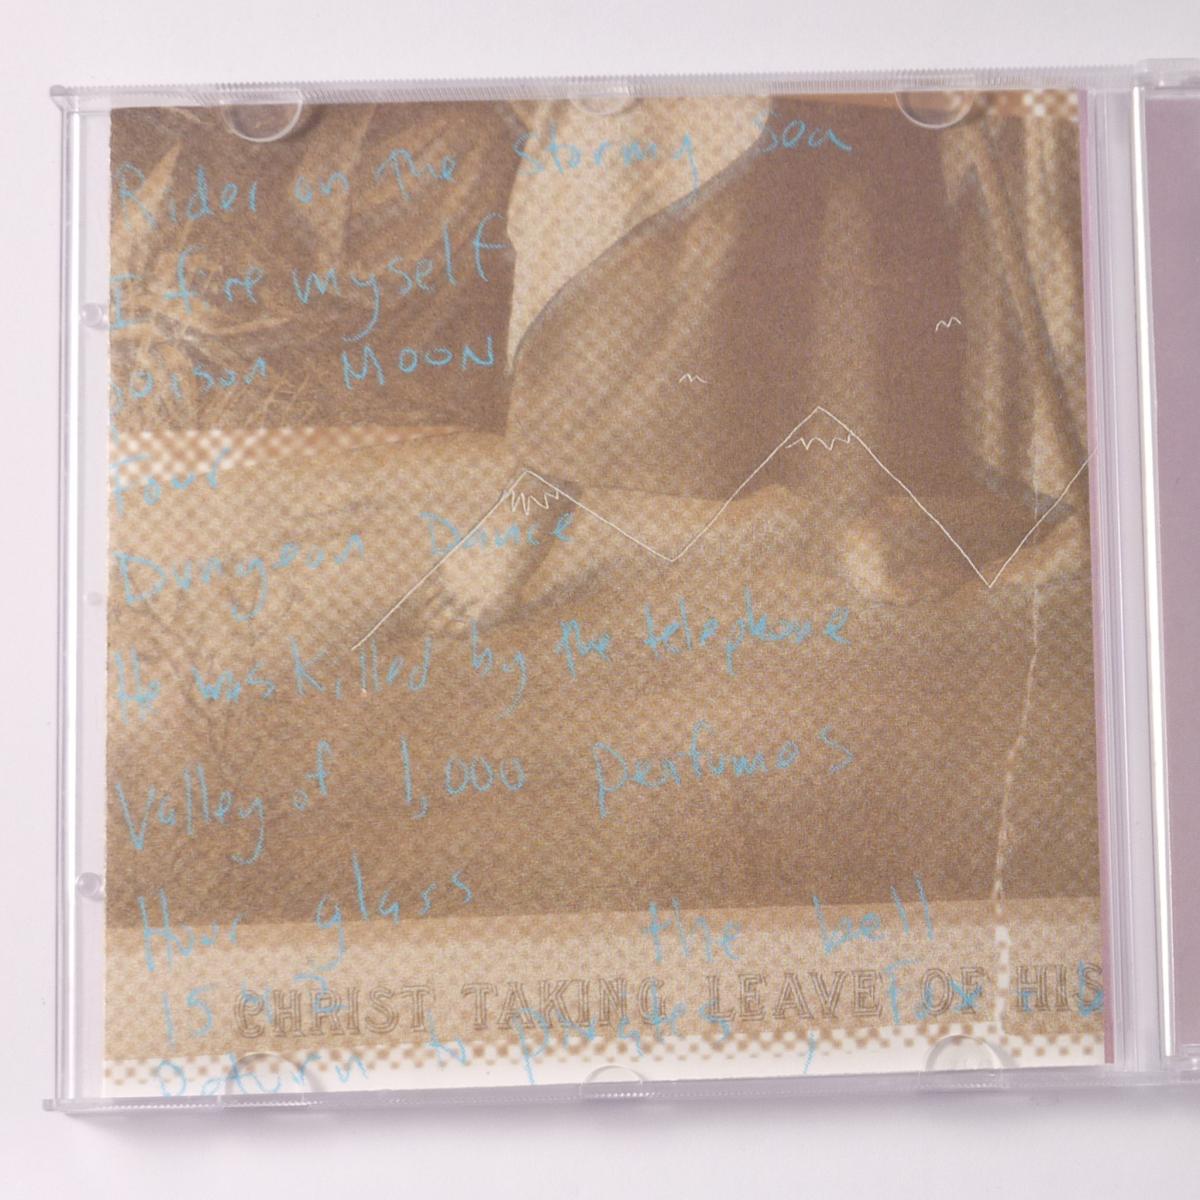 Rider on the stormy Sea
I fire myself
poison MOON
Four
Dungeon Dance
He was Killed by the telephone
Valley of 1,000 perfumes
Hour glass
the bell
CHRIST TAKING LEAVE OF HIS
Return to pirates